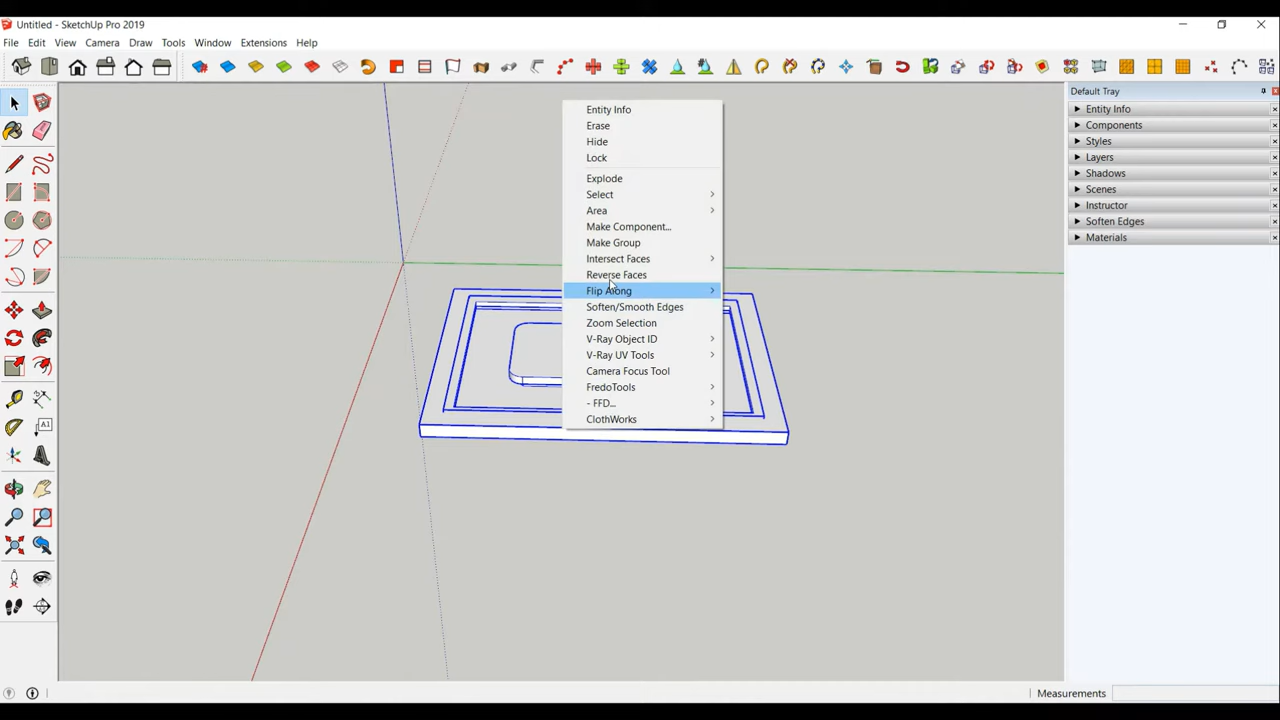 Untitled - SketchUp Pro 2019
File Edit View Camera Draw Tools Window Extensions Help
Default Tray
Entity Info
Components
Styles
Layers
Shadows
Scenes
Instructor
Soften Edges
Materials
Entity Info
Erase
Hide
Lock
Explode
Select
Area
Make Component...
Make Group
Intersect Faces
Reverse Faces
Flip Along
Soften/Smooth Edges
Zoom Selection
V-Ray Object ID
V-Ray UV Tools
Camera Focus Tool
FredoTools
- FFD...
ClothWorks
A1
Measurements